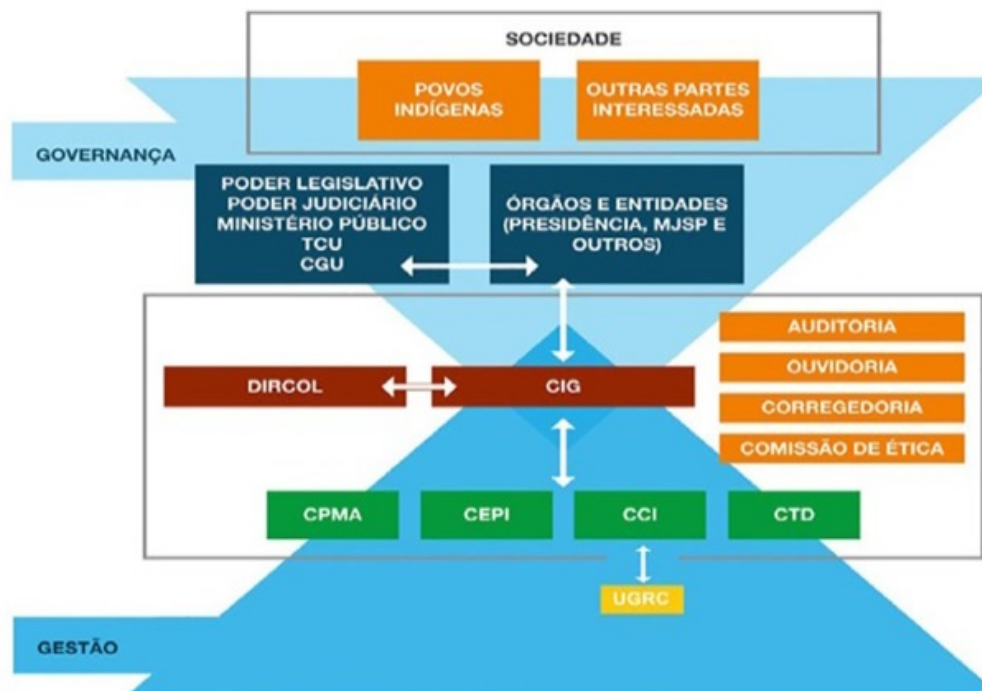 SOCIEDADE
POVOS
INDÍGENAS
OUTRAS PARTES
INTERESSADAS
GOVERNANÇA
PODER LEGISLATIVO
PODER JUDICIÁRIO
MINISTÉRIO PÚBLICO
TCU
CGU
ÓRGÃOS E ENTIDADES
(PRESIDÊNCIA, MJSP E
OUTROS)
AUDITORIA
OUVIDORIA
CORREGEDORIA
COMISSÃO DE ÉTICA
DIRCOL
CIG
CPMA
CEPI
CCI
CTD
UGRC
GESTÃO